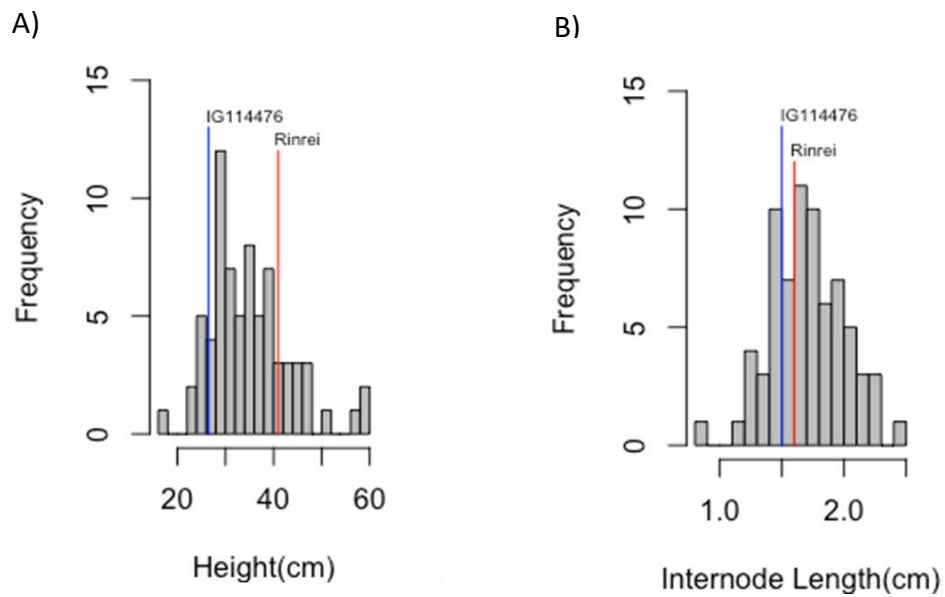 A)
15
10
5
0
Frequency
IG114476
Rinrei
20
40
60
Height(cm)
B)
15
10
5
0
Frequency
IG114476
Rinrei
1.0
2.0
Internode Length(cm)